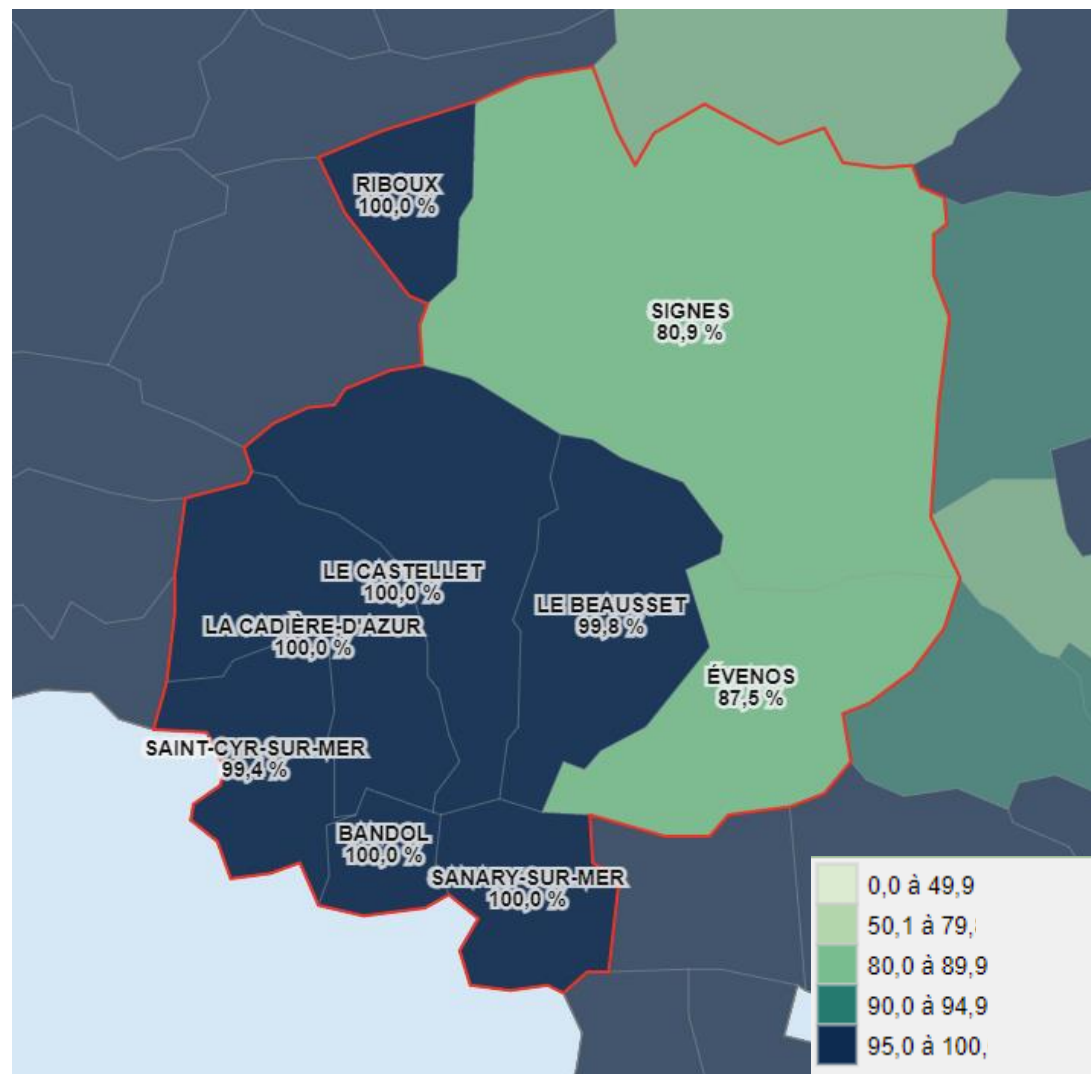 RIBOUX
100,0 %
SIGNES
80,9 %
LE CASTELLET
100,0 %
LE BEAUSSET
99,8 %
LA CADIÈRE-D'AZUR
100,0 %
ÉVENOS
87,5 %
SAINT-CYR-SUR-MER
99,4 %
BANDOL
100,0 %
SANARY-SUR-MER
100,0 %
0,0 à 49,9
50,1 à 79,
80,0 à 89,9
90,0 à 94,9
95,0 à 100,